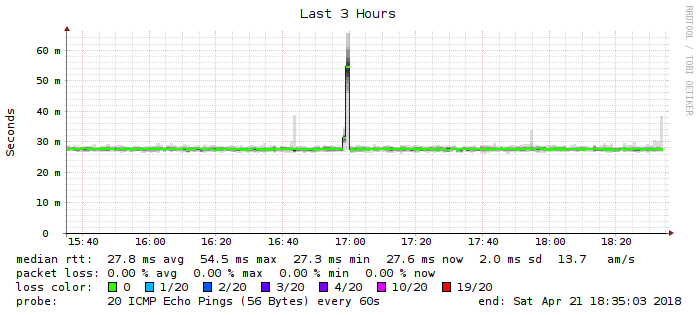 Last 3 Hours
RRDTOOL / TOBI OETIKER
Seconds
60 m
50 m
40 m
30 m
20 m
10 m
0
15:40 16:00 16:20 16:40 17:00 17:20 17:40 18:00 18:20
median rtt: 27.8 ms avg 54.5 ms max 27.3 ms min 27.6 ms now 2.0 ms sd 13.7 am/s
packet loss: 0.00 % avg 0.00 % max 0.00 % min 0.00 % now
loss color: 0 1/20 2/20 3/20 4/20 10/20 19/20
probe: 20 ICMP Echo Pings (56 Bytes) every 60s end: Sat Apr 21 18:35:03 2018